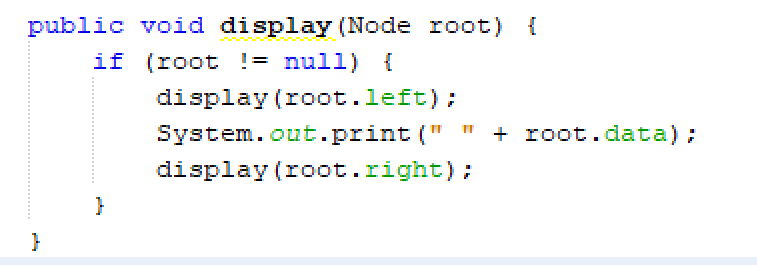 public void display(Node root) {
    if (root != null) {
        display(root.left);
        System.out.print(" " + root.data);
        display(root.right);
    }
}